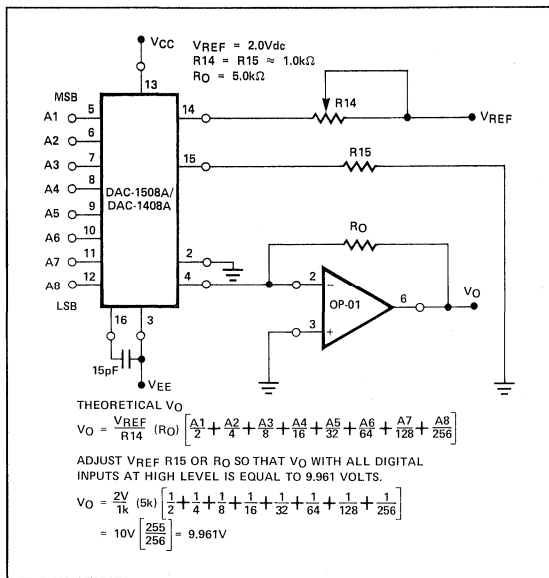 VCC
VREF = 2.0Vdc
R14 = R15 ≈ 1.0kΩ
RO = 5.0kΩ
13
MSB
A1 5
A2 6
A3 7
A4 8
A5 9
A6 10
A7 11
A8 12
LSB
DAC-1508A/
DAC-1408A
14
R14
VREF
15
R15
2
4
RO
2
−
OP-01
6
VO
3
+
16
3
15pF
VEE
THEORETICAL VO
VO = VREF/R14 (RO) [A1/2 + A2/4 + A3/8 + A4/16 + A5/32 + A6/64 + A7/128 + A8/256]
ADJUST VREF R15 OR RO SO THAT VO WITH ALL DIGITAL
INPUTS AT HIGH LEVEL IS EQUAL TO 9.961 VOLTS.
VO = 2V/1k (5k) [1/2 + 1/4 + 1/8 + 1/16 + 1/32 + 1/64 + 1/128 + 1/256]
= 10V [255/256] = 9.961V